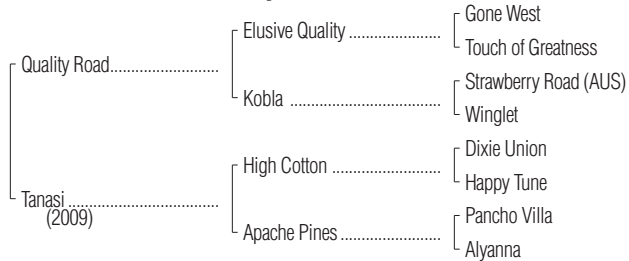 Gone West
Elusive Quality ....................
Touch of Greatness
Quality Road........................
Strawberry Road (AUS)
Kobla .................................
Winglet
Dixie Union
High Cotton ........................
Happy Tune
Tanasi .................................
(2009)
Pancho Villa
Apache Pines ......................
Alyanna